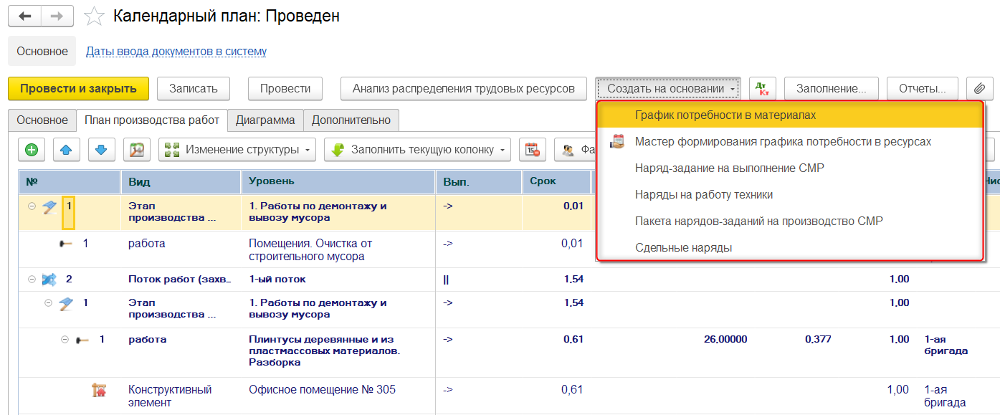 Календарный план: Проведен
Основное
Даты ввода документов в систему
Провести и закрыть
Записать
Провести
Анализ распределения трудовых ресурсов
Создать на основании
Дт
Кт
Заполнение...
Отчеты...
График потребности в материалах
Мастер формирования графика потребности в ресурсах
Наряд-задание на выполнение СМР
Наряды на работу техники
Пакета нарядов-заданий на производство СМР
Сдельные наряды
Основное
План производства работ
Диаграмма
Дополнительно
Изменение структуры
Заполнить текущую колонку
15
Фа
№
Вид
Уровень
Вып.
Срок
1
Этап
производства ...
1. Работы по демонтажу и
вывозу мусора
->
0.01
1
работа
Помещения. Очистка от
строительного мусора
->
0,01
2
Поток работ (захв...
1-ый поток
||
1.54
1.00
1
Этап
производства ...
1. Работы по демонтажу и
вывозу мусора
->
1.54
1.00
1
работа
Плинтусы деревянные и из
пластмассовых материалов.
Разборка
->
0.61
26.00000
0.377
1.00
1-ая
бригада
Конструктивный
элемент
Офисное помещение № 305
->
0,61
1,00
1-ая
бригада